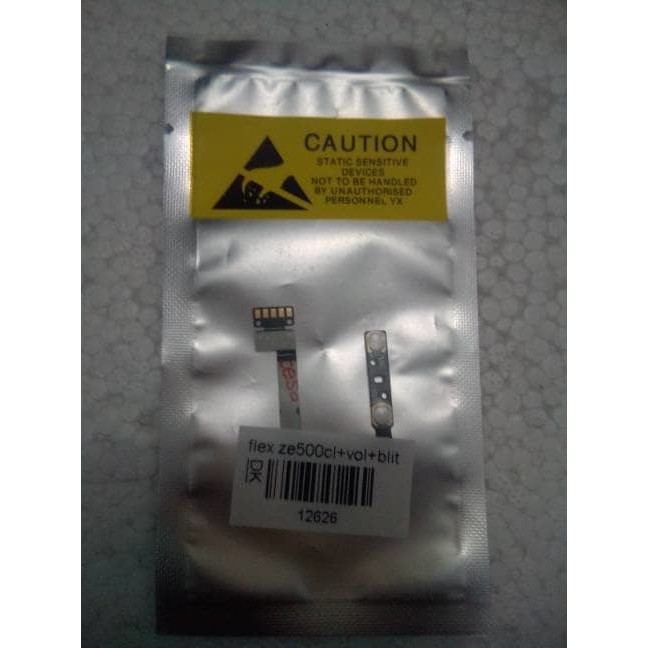 CAUTION
STATIC SENSITIVE
DEVICES
NOT TO BE HANDLED
BY UNAUTHORISED
PERSONNEL YX
flex ze500cl+vol+blit
DK
12626